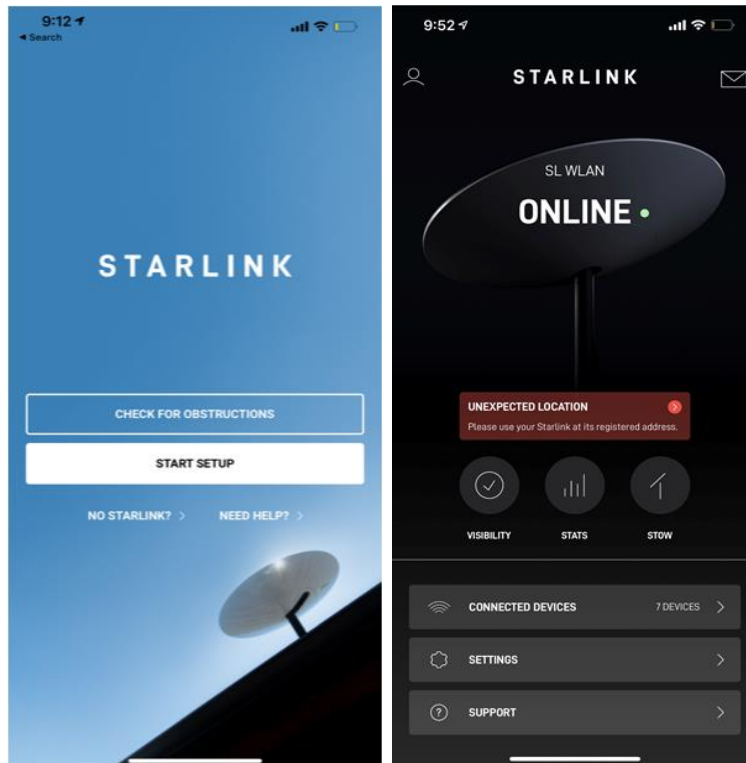 9:12
◀ Search
STARLINK
CHECK FOR OBSTRUCTIONS
START SETUP
NO STARLINK? >
NEED HELP? >
9:52
STARLINK
SL WLAN
ONLINE
UNEXPECTED LOCATION
Please use your Starlink at its registered address.
VISIBILITY
STATS
STOW
CONNECTED DEVICES
7 DEVICES
SETTINGS
SUPPORT